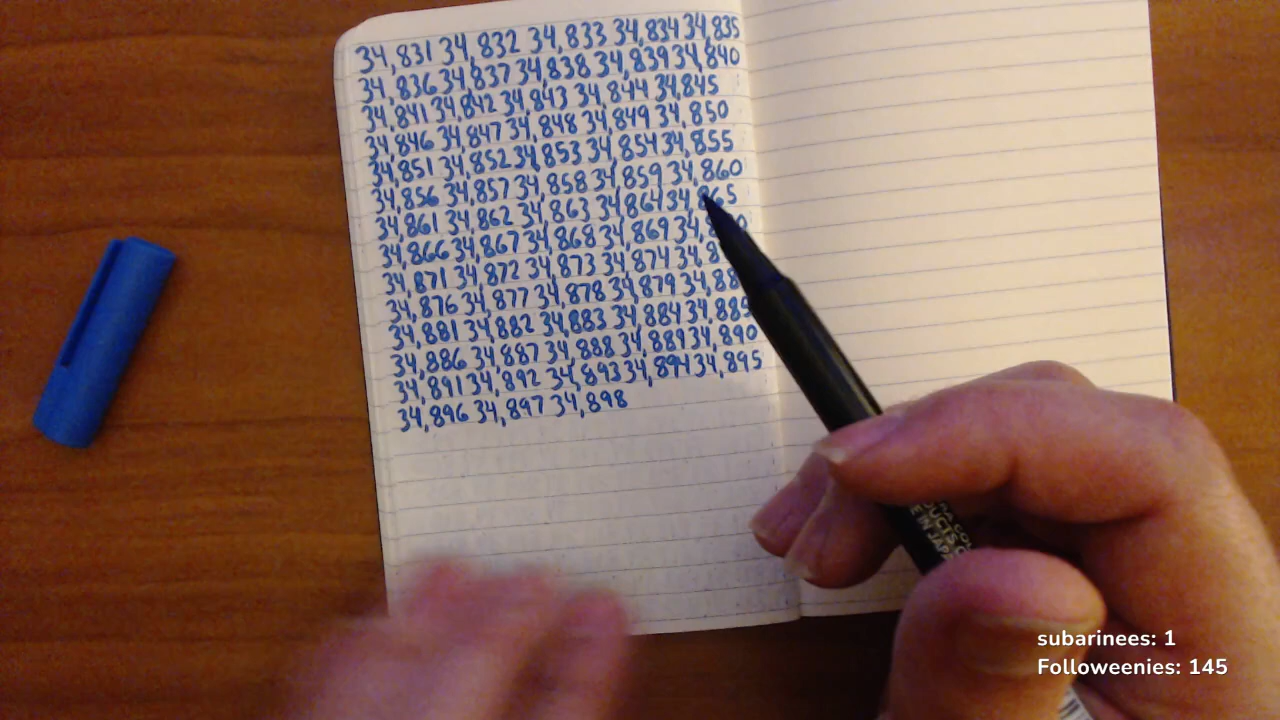 34,831 34,832 34,833 34,834 34,835
34,836 34,837 34,838 34,839 34,840
34,841 34,842 34,843 34,844 34,845
34,846 34,847 34,848 34,849 34,850
34,851 34,852 34,853 34,854 34,855
34,856 34,857 34,858 34,859 34,860
34,861 34,862 34,863 34,864 34,865
34,866 34,867 34,868 34,869
34,871 34,872 34,873 34,874
34,876 34,877 34,878 34,879
34,881 34,882 34,883 34,884 34,885
34,886 34,887 34,888 34,889 34,890
34,891 34,892 34,893 34,894 34,895
34,896 34,897 34,898
IN JAPAN
subarinees: 1
Followeenies: 145